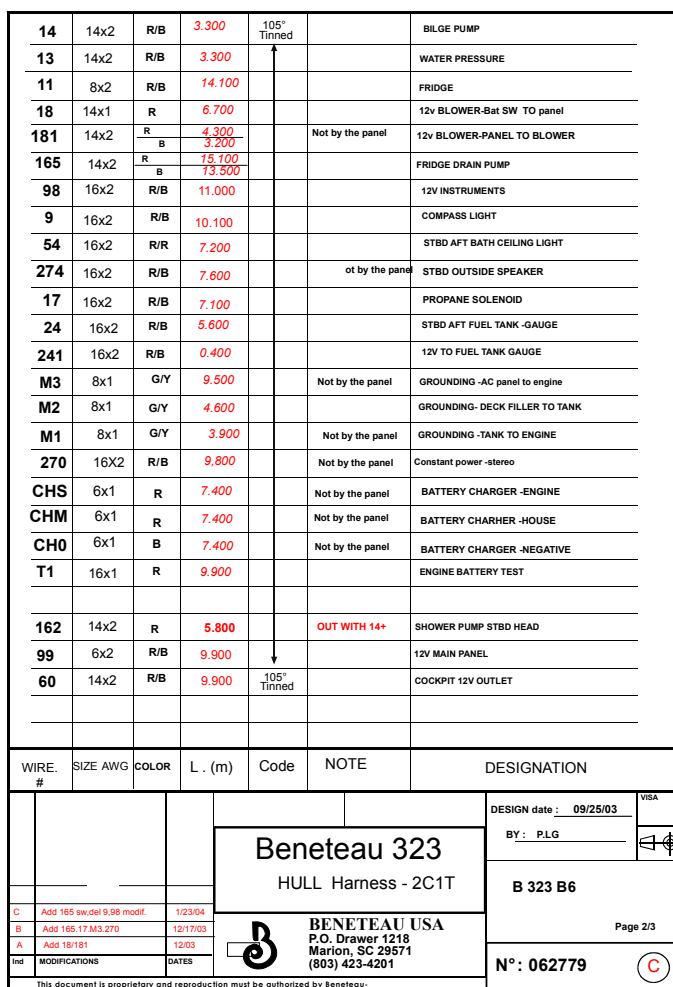 14 14x2 R/B 3.300 105° Tinned BILGE PUMP
13 14x2 R/B 3.300 WATER PRESSURE
11 8x2 R/B 14.100 FRIDGE
18 14x1 R 6.700 12v BLOWER-Bat SW TO panel
181 14x2 R 4.300 Not by the panel 12v BLOWER-PANEL TO BLOWER
B 3.200
165 14x2 R 15.100 FRIDGE DRAIN PUMP
B 13.500
98 16x2 R/B 11.000 12V INSTRUMENTS
9 16x2 R/B 10.100 COMPASS LIGHT
54 16x2 R/R 7.200 STBD AFT BATH CEILING LIGHT
274 16x2 R/B 7.600 ot by the panel STBD OUTSIDE SPEAKER
17 16x2 R/B 7.100 PROPANE SOLENOID
24 16x2 R/B 5.600 STBD AFT FUEL TANK -GAUGE
241 16x2 R/B 0.400 12V TO FUEL TANK GAUGE
M3 8x1 G/Y 9.500 Not by the panel GROUNDING -AC panel to engine
M2 8x1 G/Y 4.600 GROUNDING- DECK FILLER TO TANK
M1 8x1 G/Y 3.900 Not by the panel GROUNDING -TANK TO ENGINE
270 16X2 R/B 9,800 Not by the panel Constant power -stereo
CHS 6x1 R 7.400 Not by the panel BATTERY CHARGER -ENGINE
CHM 6x1 R 7.400 Not by the panel BATTERY CHARHER -HOUSE
CH0 6x1 B 7.400 Not by the panel BATTERY CHARGER -NEGATIVE
T1 16x1 R 9.900 ENGINE BATTERY TEST
162 14x2 R 5.800 OUT WITH 14+ SHOWER PUMP STBD HEAD
99 6x2 R/B 9.900 12V MAIN PANEL
60 14x2 R/B 9.900 105° Tinned COCKPIT 12V OUTLET
WIRE. # SIZE AWG COLOR L . (m) Code NOTE DESIGNATION
DESIGN date : 09/25/03
VISA
BY : P.LG
Beneteau 323
HULL Harness - 2C1T
B 323 B6
C Add 165 sw,del 9,98 modif. 1/23/04
B Add 165.17.M3.270 12/17/03
A Add 18/181 12/03
Ind MODIFICATIONS DATES
BENETEAU USA
P.O. Drawer 1218
Marion, SC 29571
(803) 423-4201
Page 2/3
N°: 062779 C
This document is proprietary and reproduction must be authorized by Beneteau-